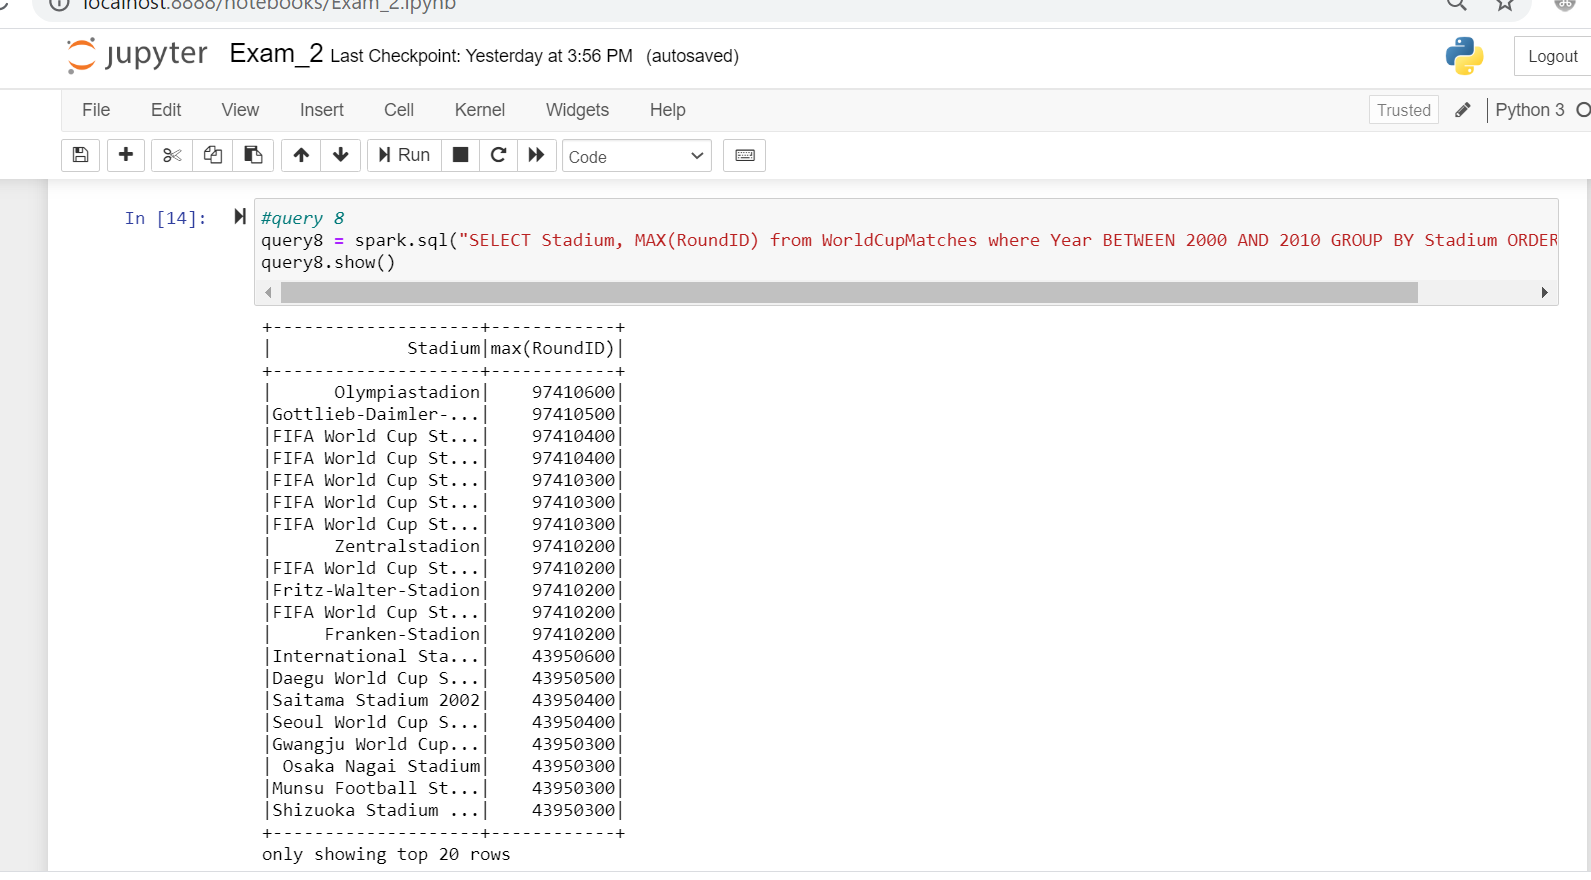 localhost:8888/notebooks/Exam_2.ipynb
jupyter Exam_2 Last Checkpoint: Yesterday at 3:56 PM (autosaved)
Logout
File Edit View Insert Cell Kernel Widgets Help
Trusted Python 3
Run Code
In [14]: #query 8
query8 = spark.sql("SELECT Stadium, MAX(RoundID) from WorldCupMatches where Year BETWEEN 2000 AND 2010 GROUP BY Stadium ORDER
query8.show()
+--------------------+------------+
|             Stadium|max(RoundID)|
+--------------------+------------+
|      Olympiastadion|    97410600|
|Gottlieb-Daimler-...|    97410500|
|FIFA World Cup St...|    97410400|
|FIFA World Cup St...|    97410400|
|FIFA World Cup St...|    97410300|
|FIFA World Cup St...|    97410300|
|FIFA World Cup St...|    97410300|
|      Zentralstadion|    97410200|
|FIFA World Cup St...|    97410200|
|Fritz-Walter-Stadion|    97410200|
|FIFA World Cup St...|    97410200|
|     Franken-Stadion|    97410200|
|International Sta...|    43950600|
|Daegu World Cup S...|    43950500|
|Saitama Stadium 2002|    43950400|
|Seoul World Cup S...|    43950400|
|Gwangju World Cup...|    43950300|
| Osaka Nagai Stadium|    43950300|
|Munsu Football St...|    43950300|
|Shizuoka Stadium ...|    43950300|
+--------------------+------------+
only showing top 20 rows